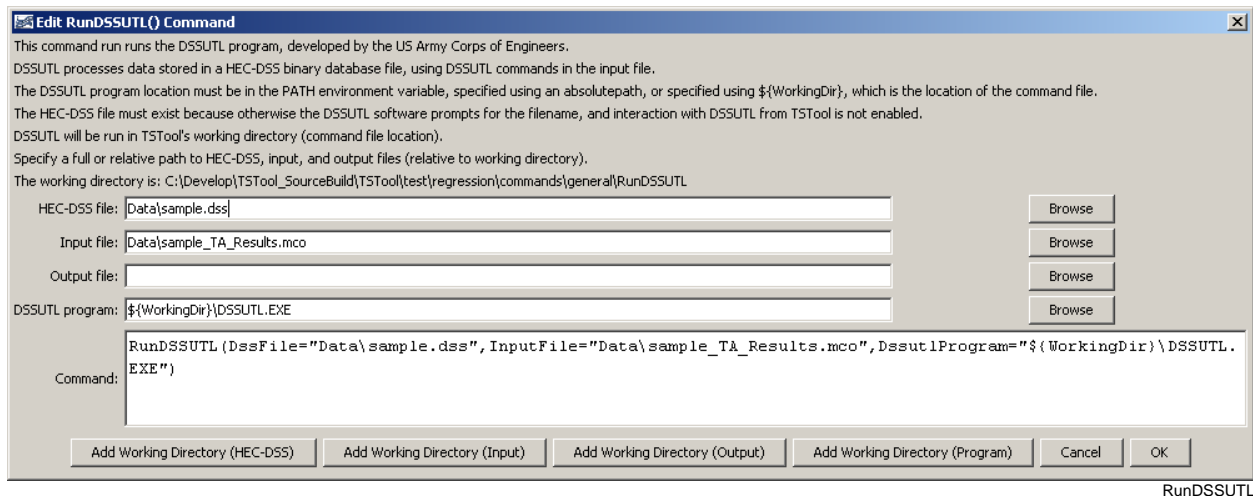 Edit RunDSSUTL() Command
This command run runs the DSSUTL program, developed by the US Army Corps of Engineers.
DSSUTL processes data stored in a HEC-DSS binary database file, using DSSUTL commands in the input file.
The DSSUTL program location must be in the PATH environment variable, specified using an absolutepath, or specified using ${WorkingDir}, which is the location of the command file.
The HEC-DSS file must exist because otherwise the DSSUTL software prompts for the filename, and interaction with DSSUTL from TSTool is not enabled.
DSSUTL will be run in TSTool's working directory (command file location).
Specify a full or relative path to HEC-DSS, input, and output files (relative to working directory).
The working directory is: C:\Develop\TSTool_SourceBuild\TSTool\test\regression\commands\general\RunDSSUTL
HEC-DSS file: Data\sample.dss Browse
Input file: Data\sample_TA_Results.mco Browse
Output file: Browse
DSSUTL program: ${WorkingDir}\DSSUTL.EXE Browse
RunDSSUTL(DssFile="Data\sample.dss",InputFile="Data\sample_TA_Results.mco",DssutlProgram="${WorkingDir}\DSSUTL.
EXE")
Command:
Add Working Directory (HEC-DSS) Add Working Directory (Input) Add Working Directory (Output) Add Working Directory (Program) Cancel OK
RunDSSUTL